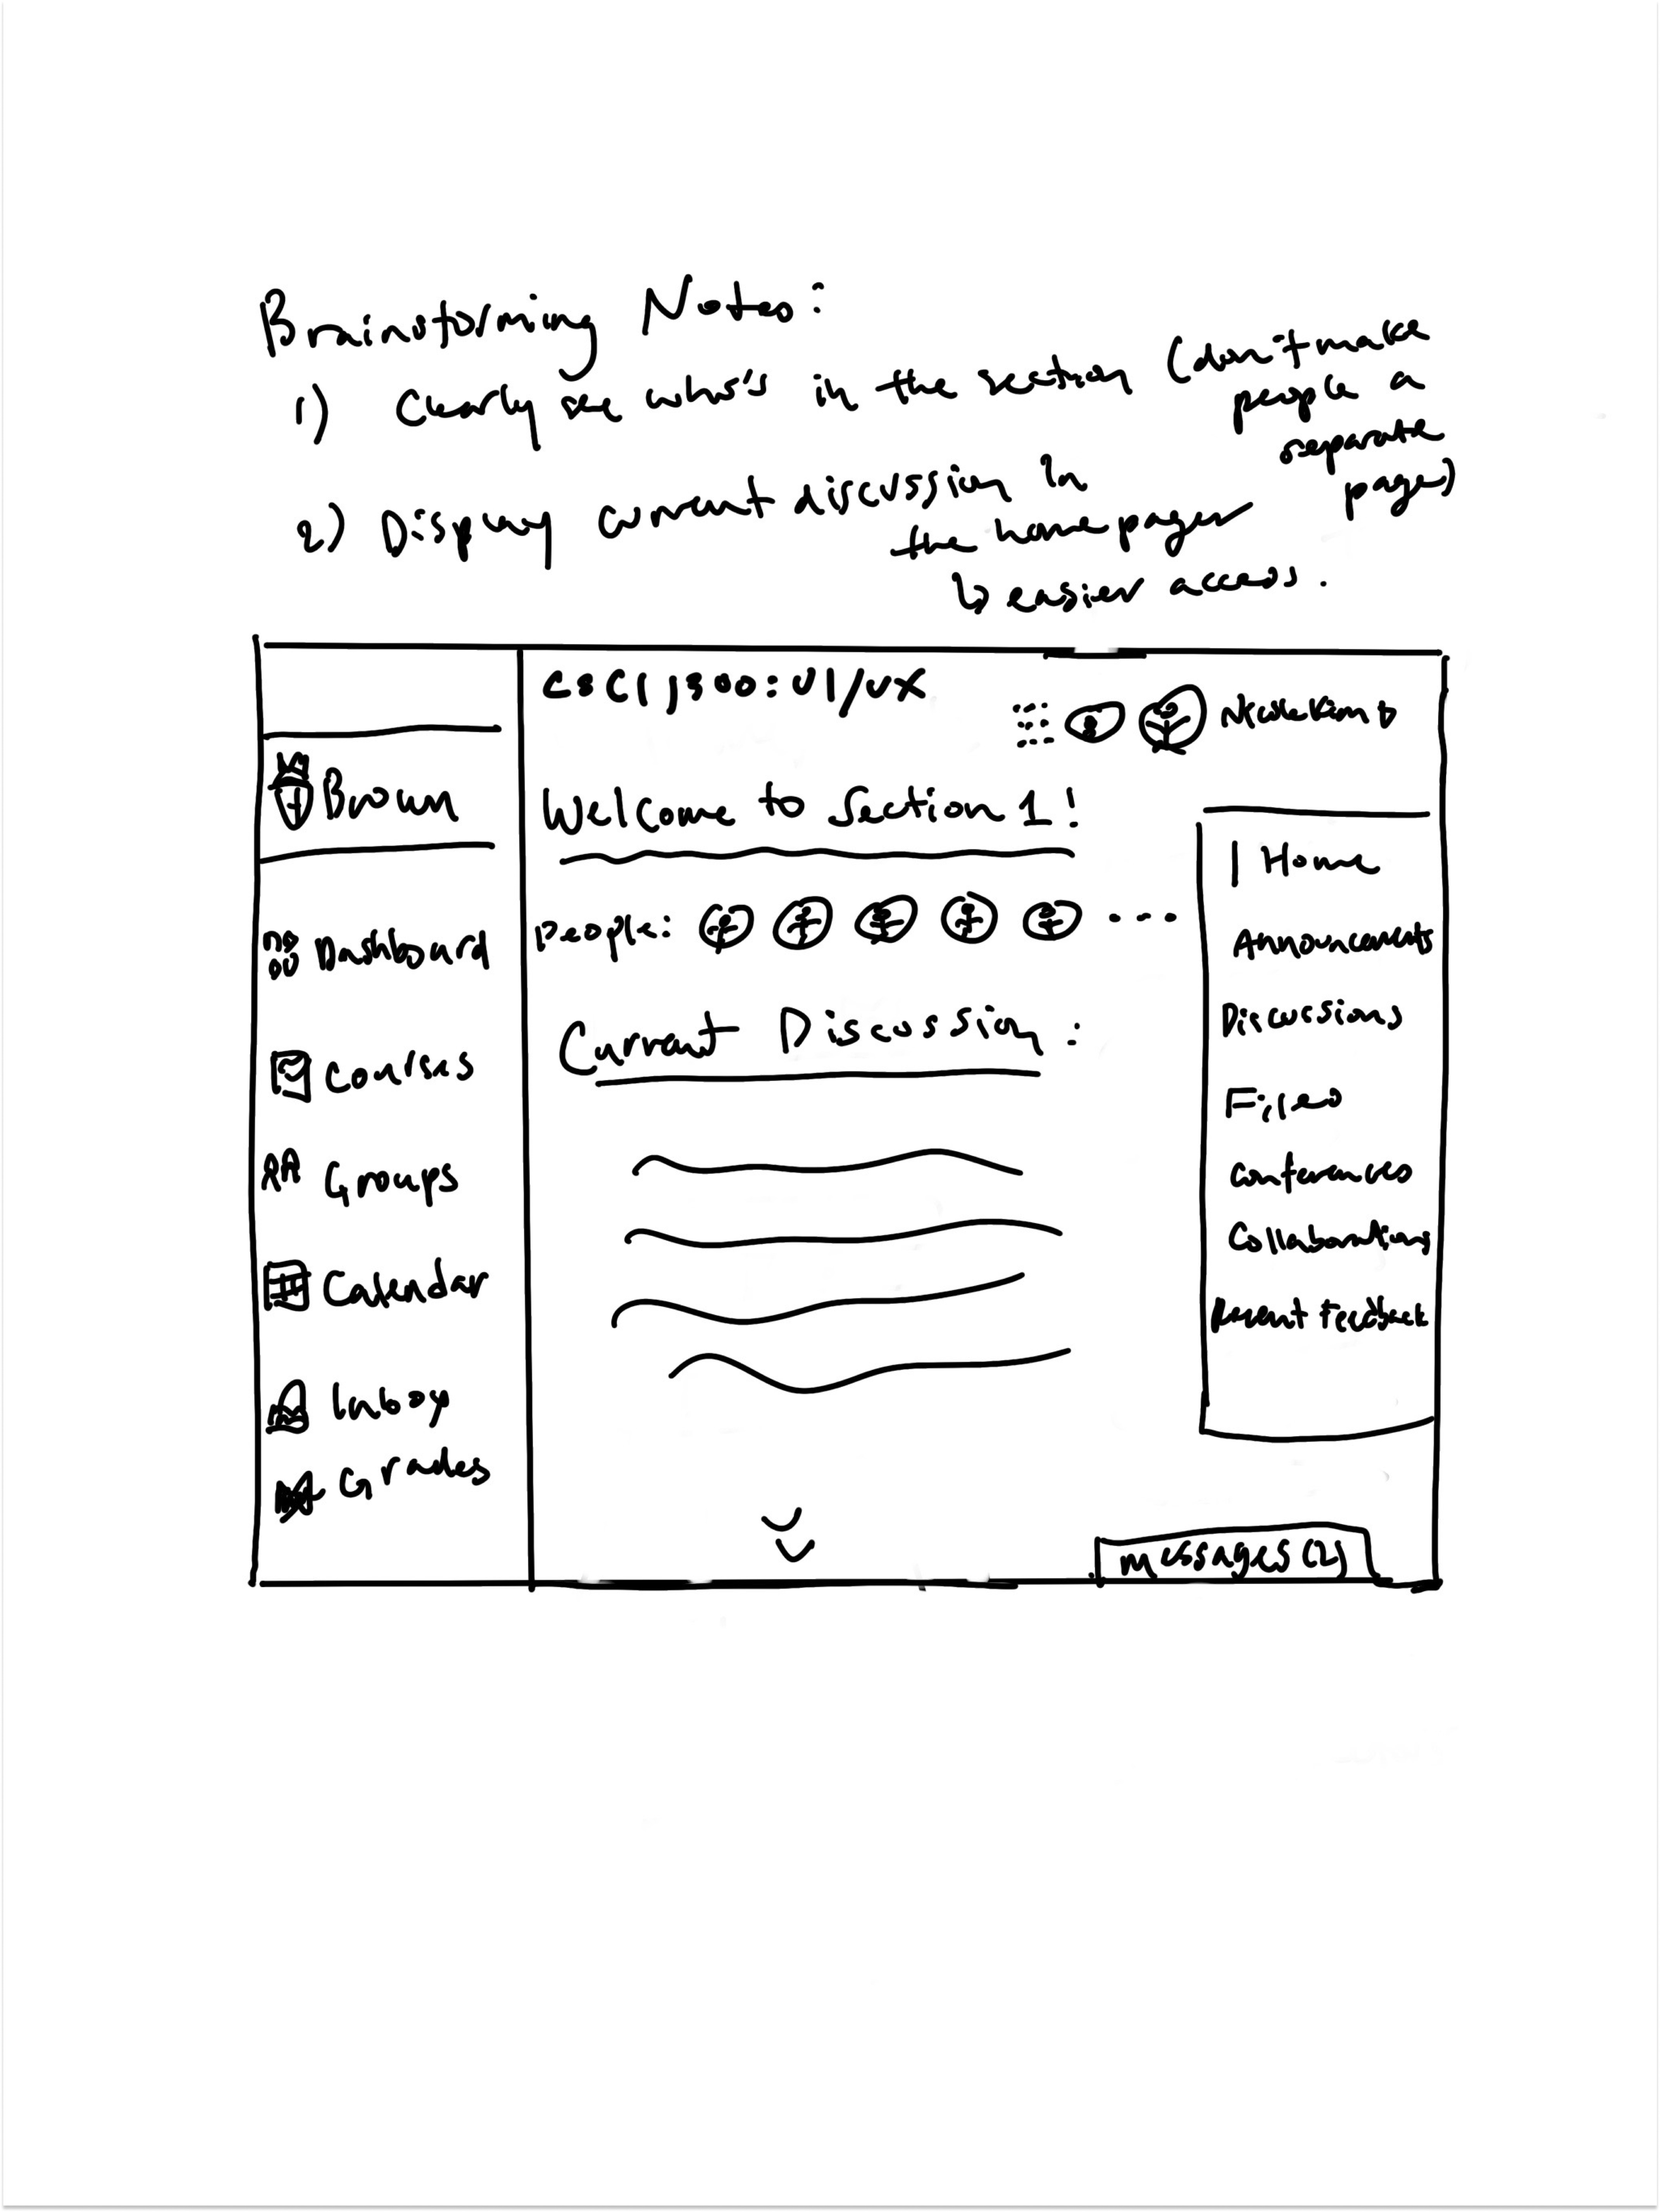 Brainstorming Notes:
1) Clearly see who's in the section (don't make
people a
separate
page)
2) Display current discussion in
the home page
↳ easier access.
CSCI 1300: UI/UX
Nicole Kim
Brown
Welcome to Section 1!
Home
People: ...
Announcements
Dashboard
Discussions
Current Discussion:
Courses
Files
Groups
Conferences
Collaborations
Calendar
Recent Feedback
Inbox
Grades
Messages (2)